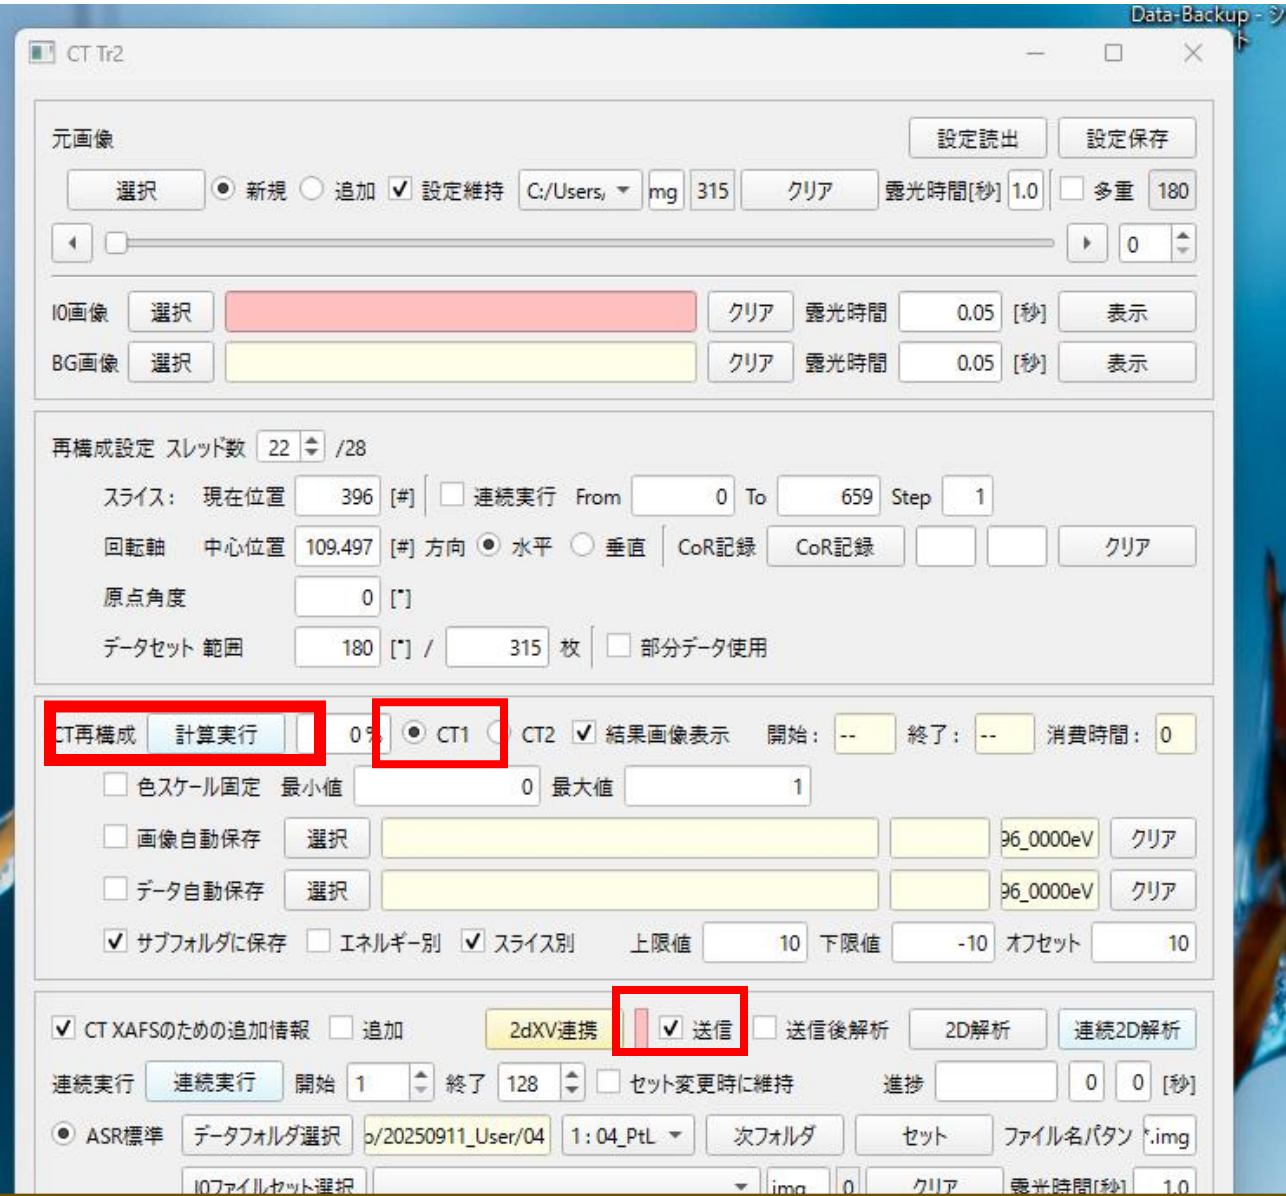 Data-Backup - シ
ト
CT Tr2
元画像 設定読出 設定保存
選択 新規 追加 設定維持 C:/Users, mg 315 クリア 露光時間[秒] 1.0 多重 180
0
I0画像 選択 クリア 露光時間 0.05 [秒] 表示
BG画像 選択 クリア 露光時間 0.05 [秒] 表示
再構成設定 スレッド数 22 /28
スライス： 現在位置 396 [#] 連続実行 From 0 To 659 Step 1
回転軸 中心位置 109.497 [#] 方向 水平 垂直 CoR記録 CoR記録 クリア
原点角度 0 [°]
データセット 範囲 180 [°] / 315 枚 部分データ使用
CT再構成 計算実行 0 % CT1 CT2 結果画像表示 開始： -- 終了： -- 消費時間： 0
色スケール固定 最小値 0 最大値 1
画像自動保存 選択 96_0000eV クリア
データ自動保存 選択 96_0000eV クリア
サブフォルダに保存 エネルギー別 スライス別 上限値 10 下限値 -10 オフセット 10
CT XAFSのための追加情報 追加 2dXV連携 送信 送信後解析 2D解析 連続2D解析
連続実行 連続実行 開始 1 終了 128 セット変更時に維持 進捗 0 0 [秒]
ASR標準 データフォルダ選択 o/20250911_User/04 1 : 04_PtL 次フォルダ セット ファイル名パタン *.img
I0ファイルセット選択 img 0 クリア 露光時間[秒] 1.0